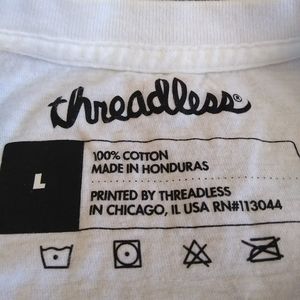 threadless®
L
100% COTTON
MADE IN HONDURAS
PRINTED BY THREADLESS
IN CHICAGO, IL USA RN#113044